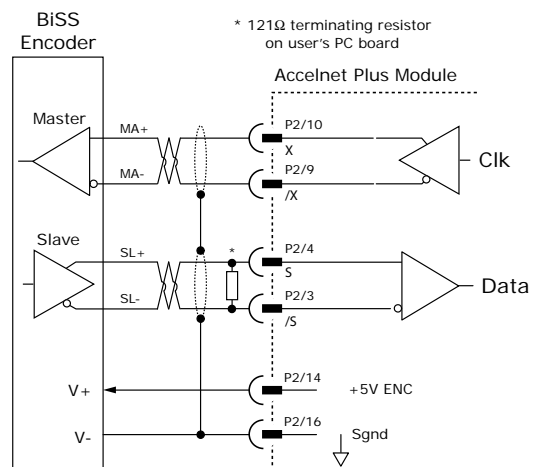 BiSS
Encoder
* 121Ω terminating resistor
on user's PC board
Accelnet Plus Module
Master
MA+
MA-
P2/10
X
P2/9
/X
Clk
Slave
SL+
SL-
*
P2/4
S
P2/3
/S
Data
V+
P2/14
+5V ENC
V-
P2/16
Sgnd